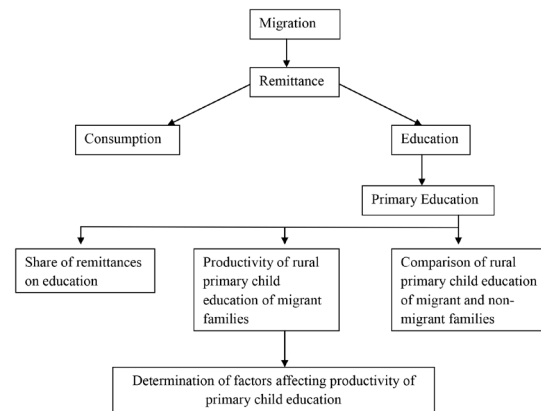 Migration
Remittance
Consumption
Education
Primary Education
Share of remittances
on education
Productivity of rural
primary child
education of migrant
families
Comparison of rural
primary child education
of migrant and non-
migrant families
Determination of factors affecting productivity of
primary child education